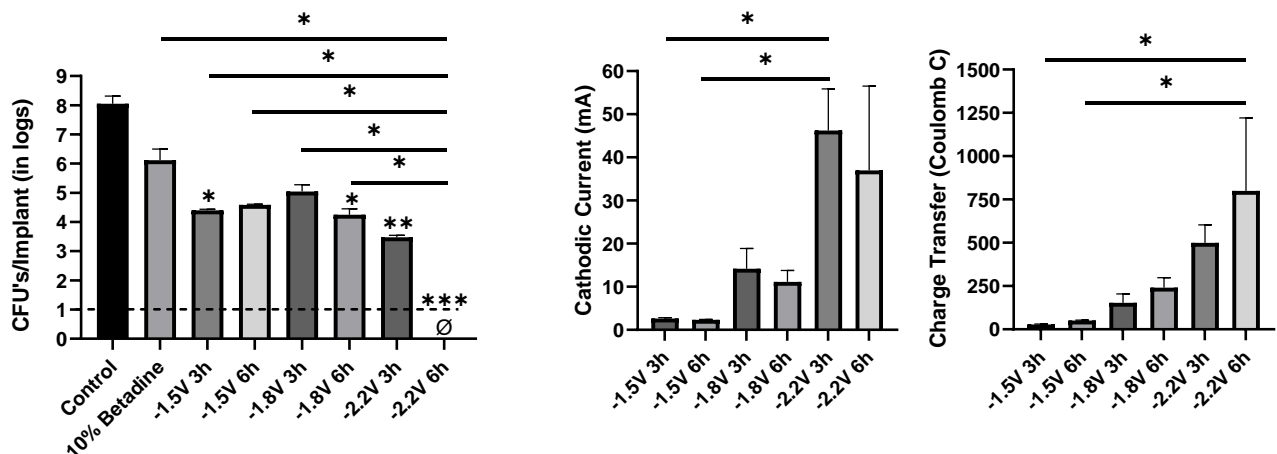 *
*
*
*
*
CFU's/Implant (in logs)
9
8
7
6
5
4
3
2
1
0
*
*
**
***
Ø
Control
10% Betadine
-1.5V 3h
-1.5V 6h
-1.8V 3h
-1.8V 6h
-2.2V 3h
-2.2V 6h
*
*
Cathodic Current (mA)
60
50
40
30
20
10
0
-1.5V 3h
-1.5V 6h
-1.8V 3h
-1.8V 6h
-2.2V 3h
-2.2V 6h
*
*
Charge Transfer (Coulomb C)
1500
1250
1000
750
500
250
0
-1.5V 3h
-1.5V 6h
-1.8V 3h
-1.8V 6h
-2.2V 3h
-2.2V 6h